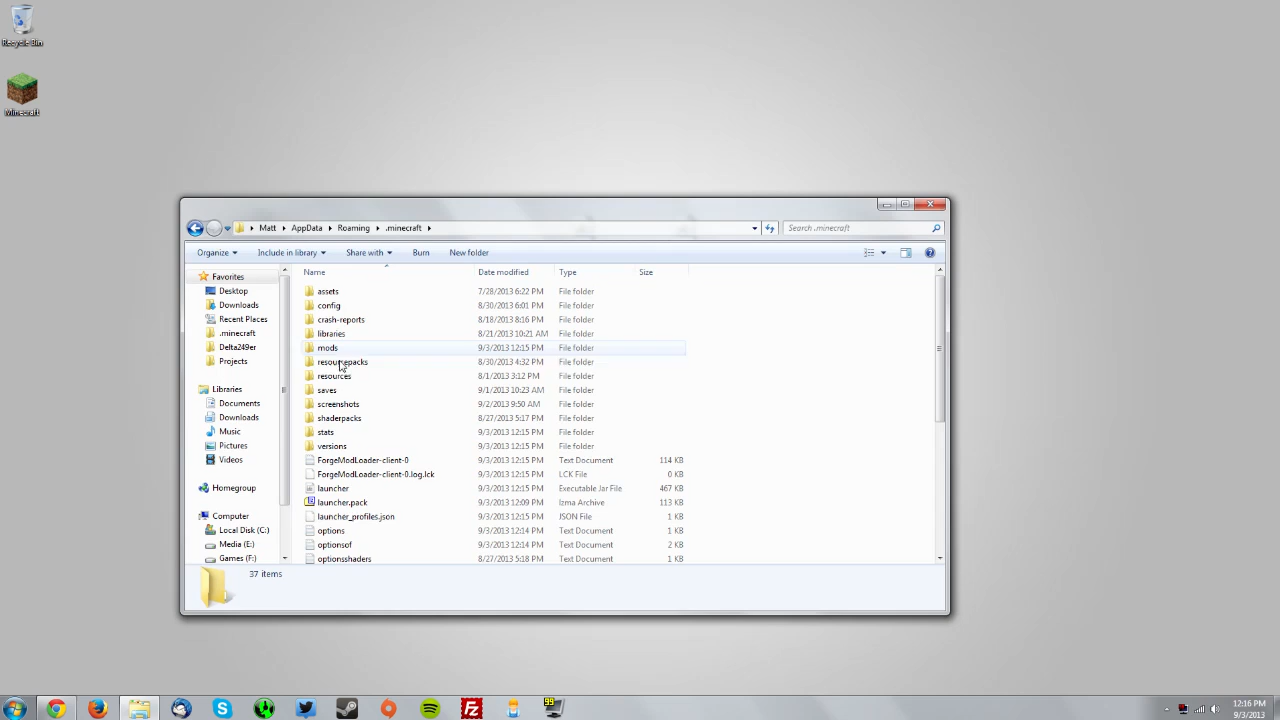 Recycle Bin
Minecraft
Matt AppData Roaming .minecraft
Search .minecraft
Organize Include in library Share with Burn New folder
Favorites
Desktop
Downloads
Recent Places
.minecraft
Delta249er
Projects
Libraries
Documents
Downloads
Music
Pictures
Videos
Homegroup
Computer
Local Disk (C:)
Media (E:)
Games (F:)
Name Date modified Type Size
assets 7/28/2013 6:22 PM File folder
config 8/30/2013 6:01 PM File folder
crash-reports 8/18/2013 8:16 PM File folder
libraries 8/21/2013 10:21 AM File folder
mods 9/3/2013 12:15 PM File folder
resourcepacks 8/30/2013 4:32 PM File folder
resources 8/1/2013 3:12 PM File folder
saves 9/1/2013 10:23 AM File folder
screenshots 9/2/2013 9:50 AM File folder
shaderpacks 8/27/2013 5:17 PM File folder
stats 9/3/2013 12:15 PM File folder
versions 9/3/2013 12:15 PM File folder
ForgeModLoader-client-0 9/3/2013 12:15 PM Text Document 114 KB
ForgeModLoader-client-0.log.lck 9/3/2013 12:15 PM LCK File 0 KB
launcher 9/3/2013 12:15 PM Executable Jar File 467 KB
launcher.pack 9/3/2013 12:09 PM lzma Archive 113 KB
launcher_profiles.json 9/3/2013 12:15 PM JSON File 1 KB
options 9/3/2013 12:14 PM Text Document 1 KB
optionsof 9/3/2013 12:14 PM Text Document 2 KB
optionsshaders 8/27/2013 5:18 PM Text Document 1 KB
37 items
99
12:16 PM
9/3/2013